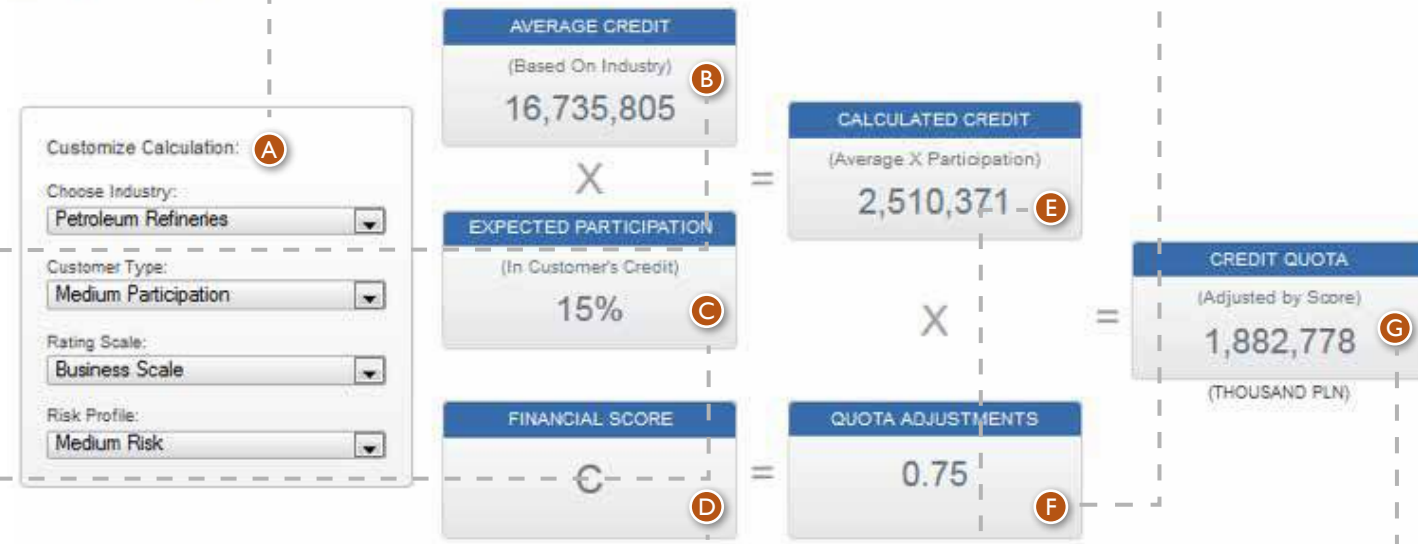 Customize Calculation:
A
Choose Industry:
Petroleum Refineries
Customer Type:
Medium Participation
Rating Scale:
Business Scale
Risk Profile:
Medium Risk
AVERAGE CREDIT
(Based On Industry)
B
16,735,805
X
EXPECTED PARTICIPATION
(In Customer's Credit)
15%
C
FINANCIAL SCORE
C
D
=
CALCULATED CREDIT
(Average X Participation)
2,510,371
E
X
=
QUOTA ADJUSTMENTS
0.75
F
=
CREDIT QUOTA
(Adjusted by Score)
1,882,778
G
(THOUSAND PLN)